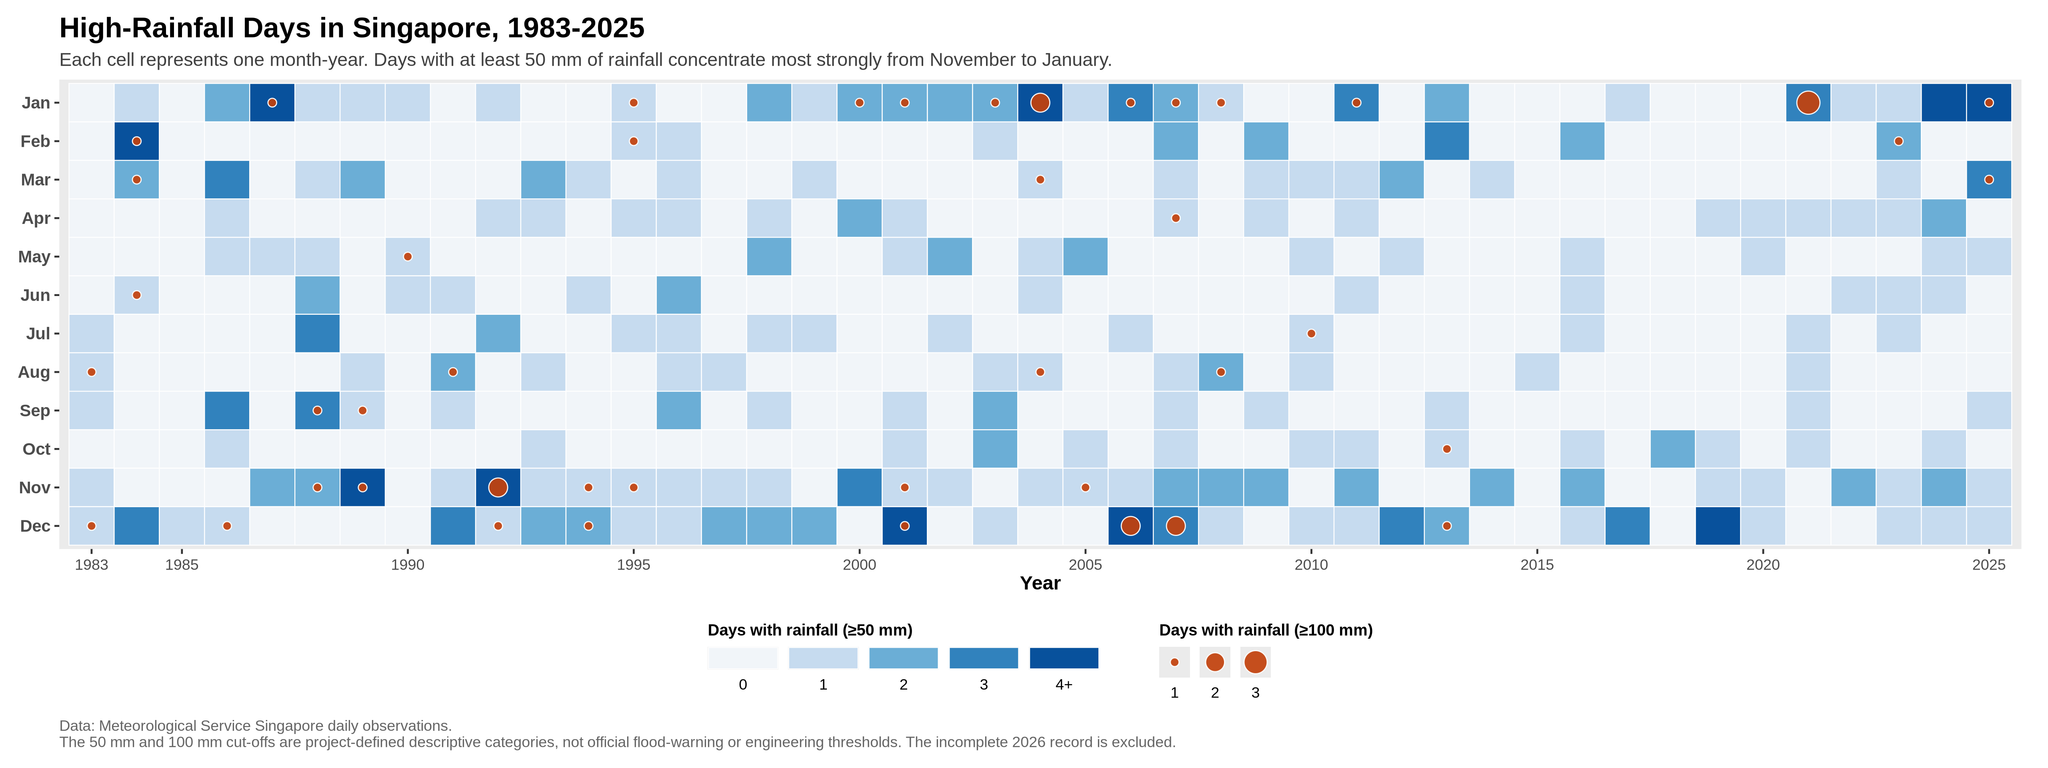 High-Rainfall Days in Singapore, 1983-2025
Each cell represents one month-year. Days with at least 50 mm of rainfall concentrate most strongly from November to January.
Jan
Feb
Mar
Apr
May
Jun
Jul
Aug
Sep
Oct
Nov
Dec
1983 1985 1990 1995 2000 2005 2010 2015 2020 2025
Year
Days with rainfall (≥50 mm)
0 1 2 3 4+
Days with rainfall (≥100 mm)
1 2 3
Data: Meteorological Service Singapore daily observations.
The 50 mm and 100 mm cut-offs are project-defined descriptive categories, not official flood-warning or engineering thresholds. The incomplete 2026 record is excluded.